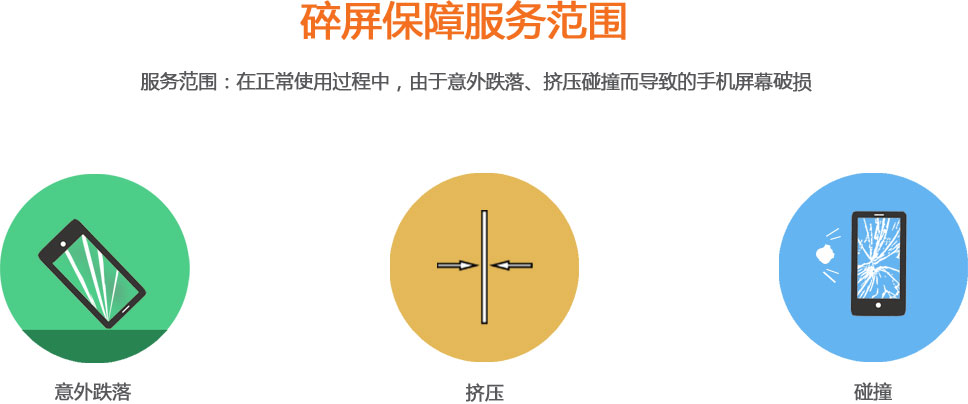 碎屏保障服务范围
服务范围：在正常使用过程中，由于意外跌落、挤压碰撞而导致的手机屏幕破损
意外跌落
挤压
碰撞